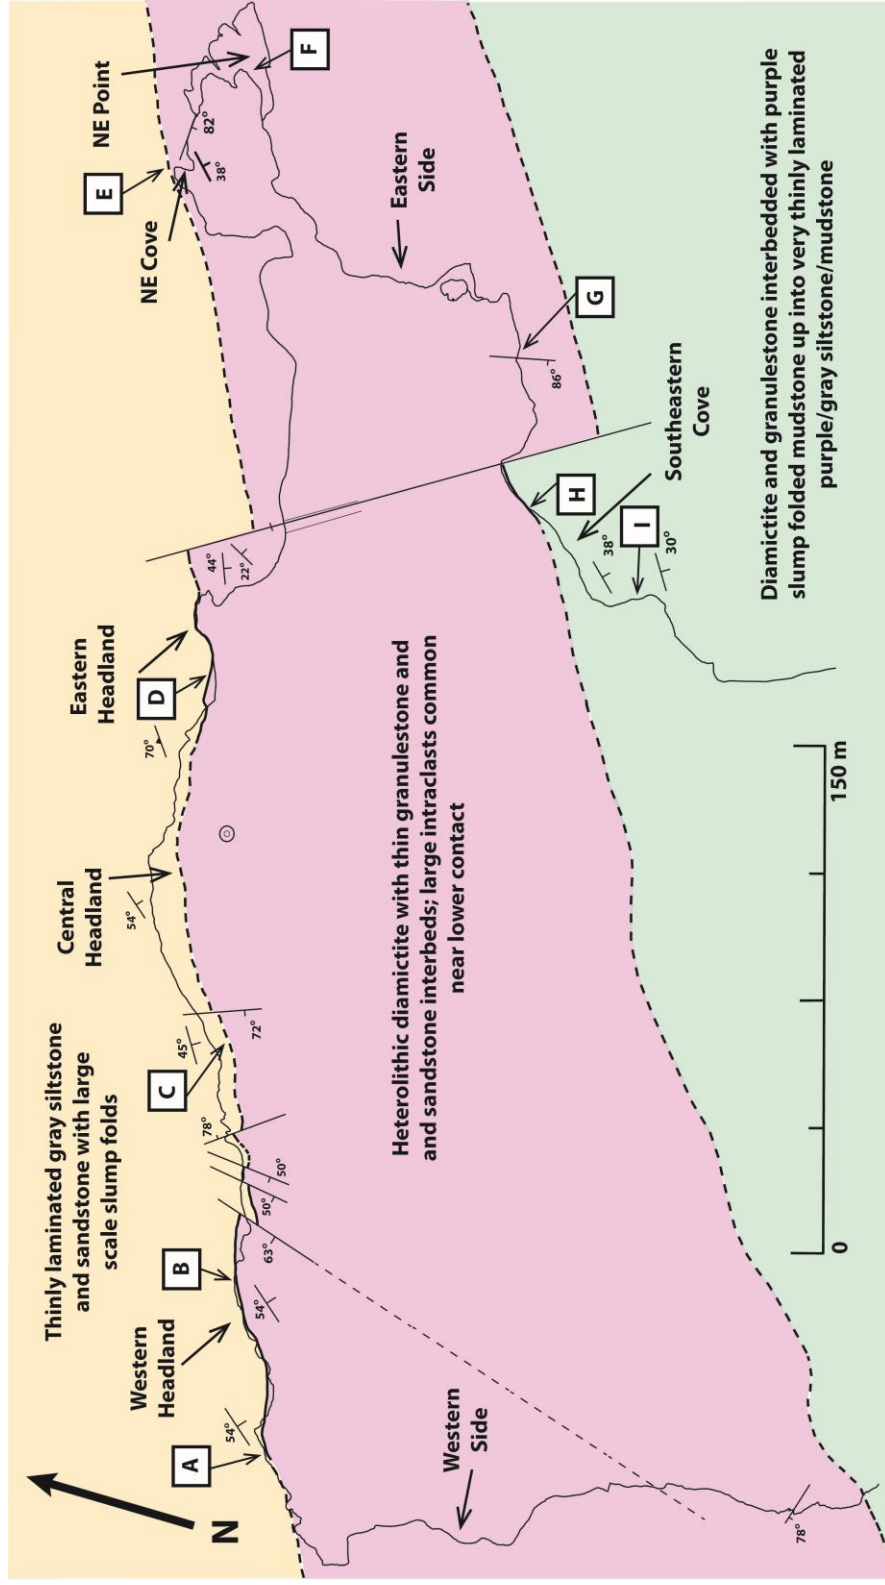 Thinly laminated gray siltstone
and sandstone with large
scale slump folds
N
A
54°
Western
Headland
B
54°
63°
50°
50°
78°
C
45°
72°
Central
Headland
54°
70°
D
Eastern
Headland
44°
22°
NE Cove
E
38°
82°
NE Point
F
Eastern
Side
G
86°
Western
Side
78°
Heterolithic diamictite with thin granulestone and
and sandstone interbeds; large intraclasts common
near lower contact
H
Southeastern
Cove
38°
I
30°
0
150 m
Diamictite and granulestone interbedded with purple
slump folded mudstone up into very thinly laminated
purple/gray siltstone/mudstone